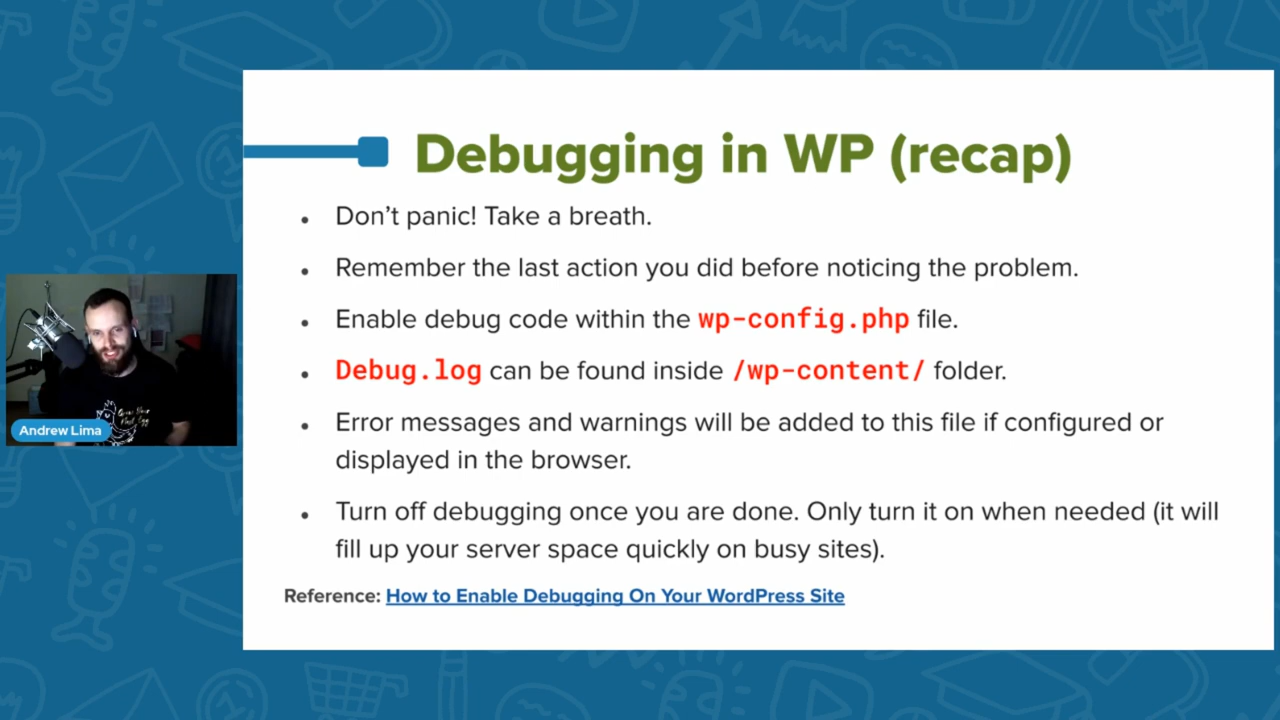 Debugging in WP (recap)
Don't panic! Take a breath.
Remember the last action you did before noticing the problem.
Enable debug code within the wp-config.php file.
Debug.log can be found inside /wp-content/ folder.
Error messages and warnings will be added to this file if configured or
displayed in the browser.
Turn off debugging once you are done. Only turn it on when needed (it will
fill up your server space quickly on busy sites).
Reference: How to Enable Debugging On Your WordPress Site
Andrew Lima